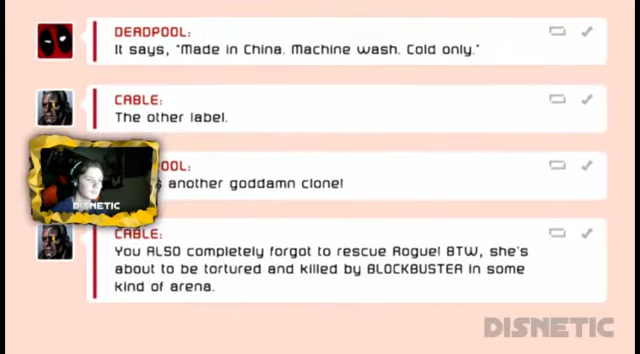 DEADPOOL:
It says, "Made in China. Machine wash. Cold only."
CABLE:
The other label.
POOL:
s another goddamn clone!
DISNETIC
CABLE:
You ALSO completely forgot to rescue Rogue! BTW, she's
about to be tortured and killed by BLOCKBUSTER in some
kind of arena.
DISNETIC